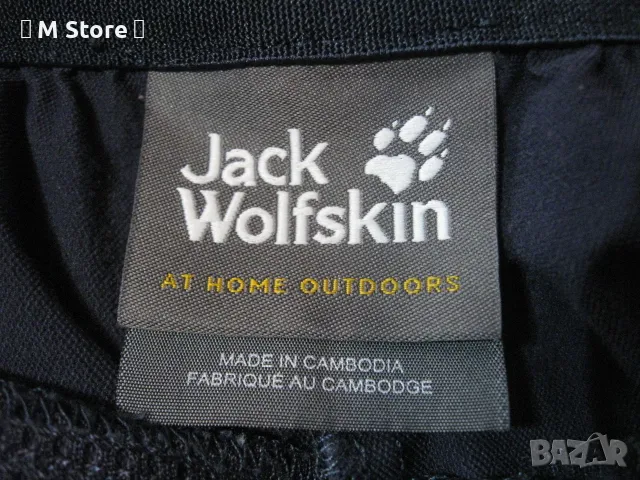 M Store
Jack
Wolfskin
AT HOME OUTDOORS
MADE IN CAMBODIA
FABRIQUÉ AU CAMBODGE
BAZAR